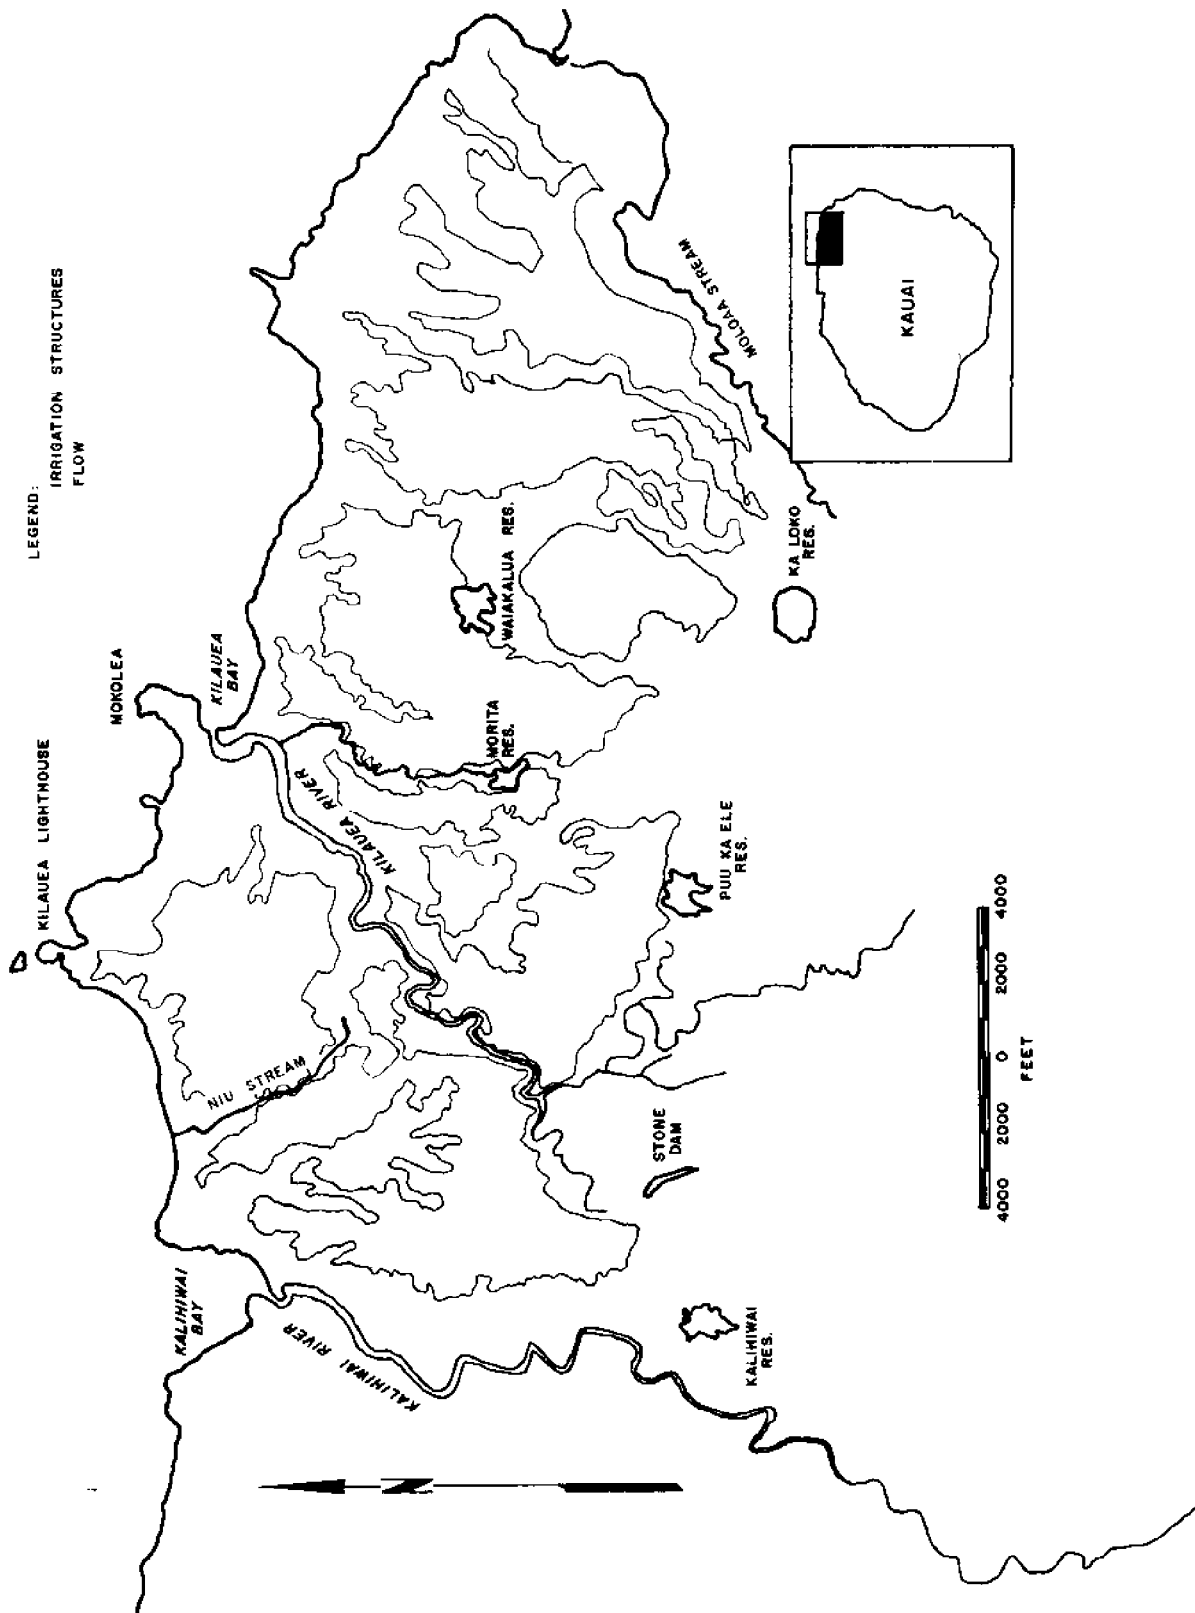 LEGEND:
IRRIGATION STRUCTURES
FLOW
KILAUEA LIGHTHOUSE
MOKOLEA
KILAUEA
BAY
KALIHIWAI
BAY
NIU STREAM
KILAUEA RIVER
KALIHIWAI RIVER
MORITA
RES.
WAIAKALUA RES.
MOLOAA STREAM
STONE
DAM
PUU KA ELE
RES.
KA LOKO
RES.
KALIHIWAI
RES.
KAUAI
N
4000 2000 0 2000 4000
FEET